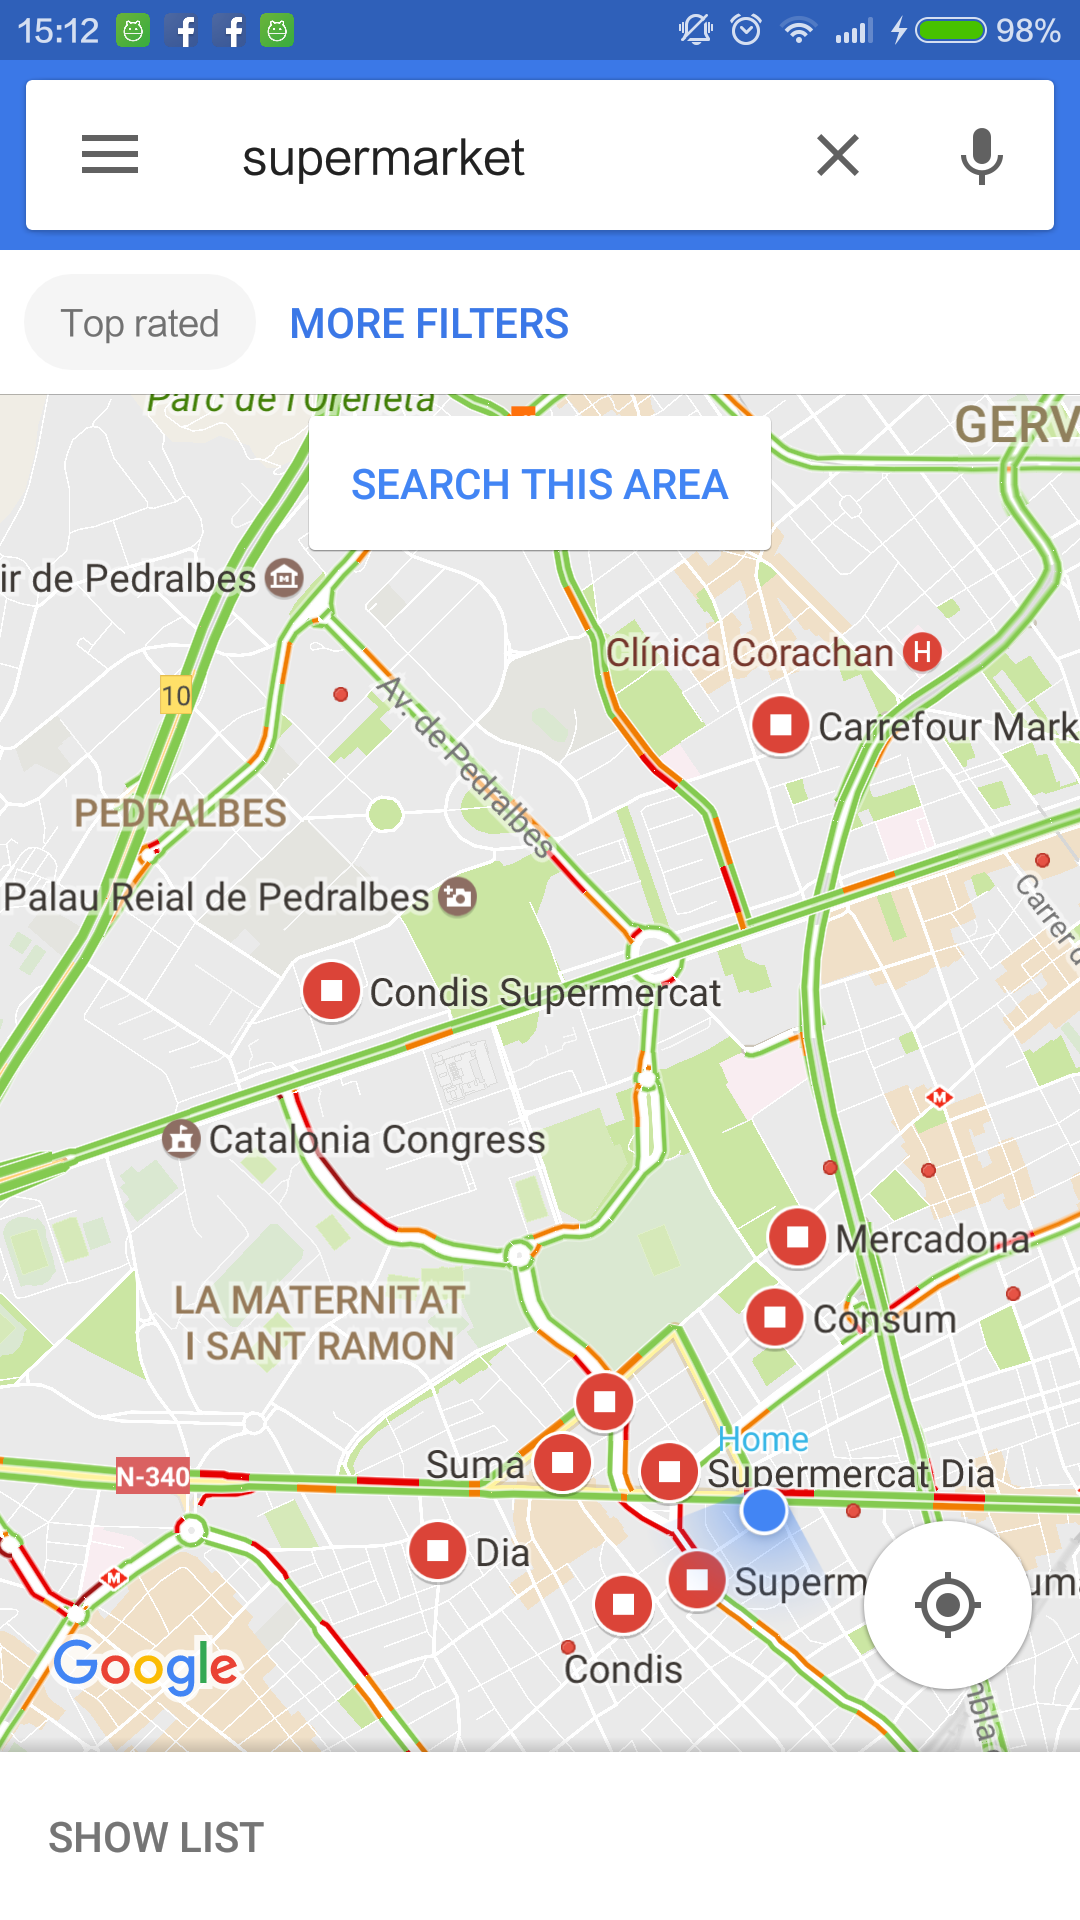 15:12
98%
supermarket
Top rated
MORE FILTERS
Parc de l'Oreneta
GERV
SEARCH THIS AREA
ir de Pedralbes
Clínica Corachan H
10
Av. de Pedralbes
Carrefour Mark
PEDRALBES
Palau Reial de Pedralbes
Carrer d
Condis Supermercat
M
Catalonia Congress
Mercadona
LA MATERNITAT
I SANT RAMON
Consum
Home
Suma
Supermercat Dia
N-340
Dia
M
Superm
uma
Condis
Google
mbla
SHOW LIST